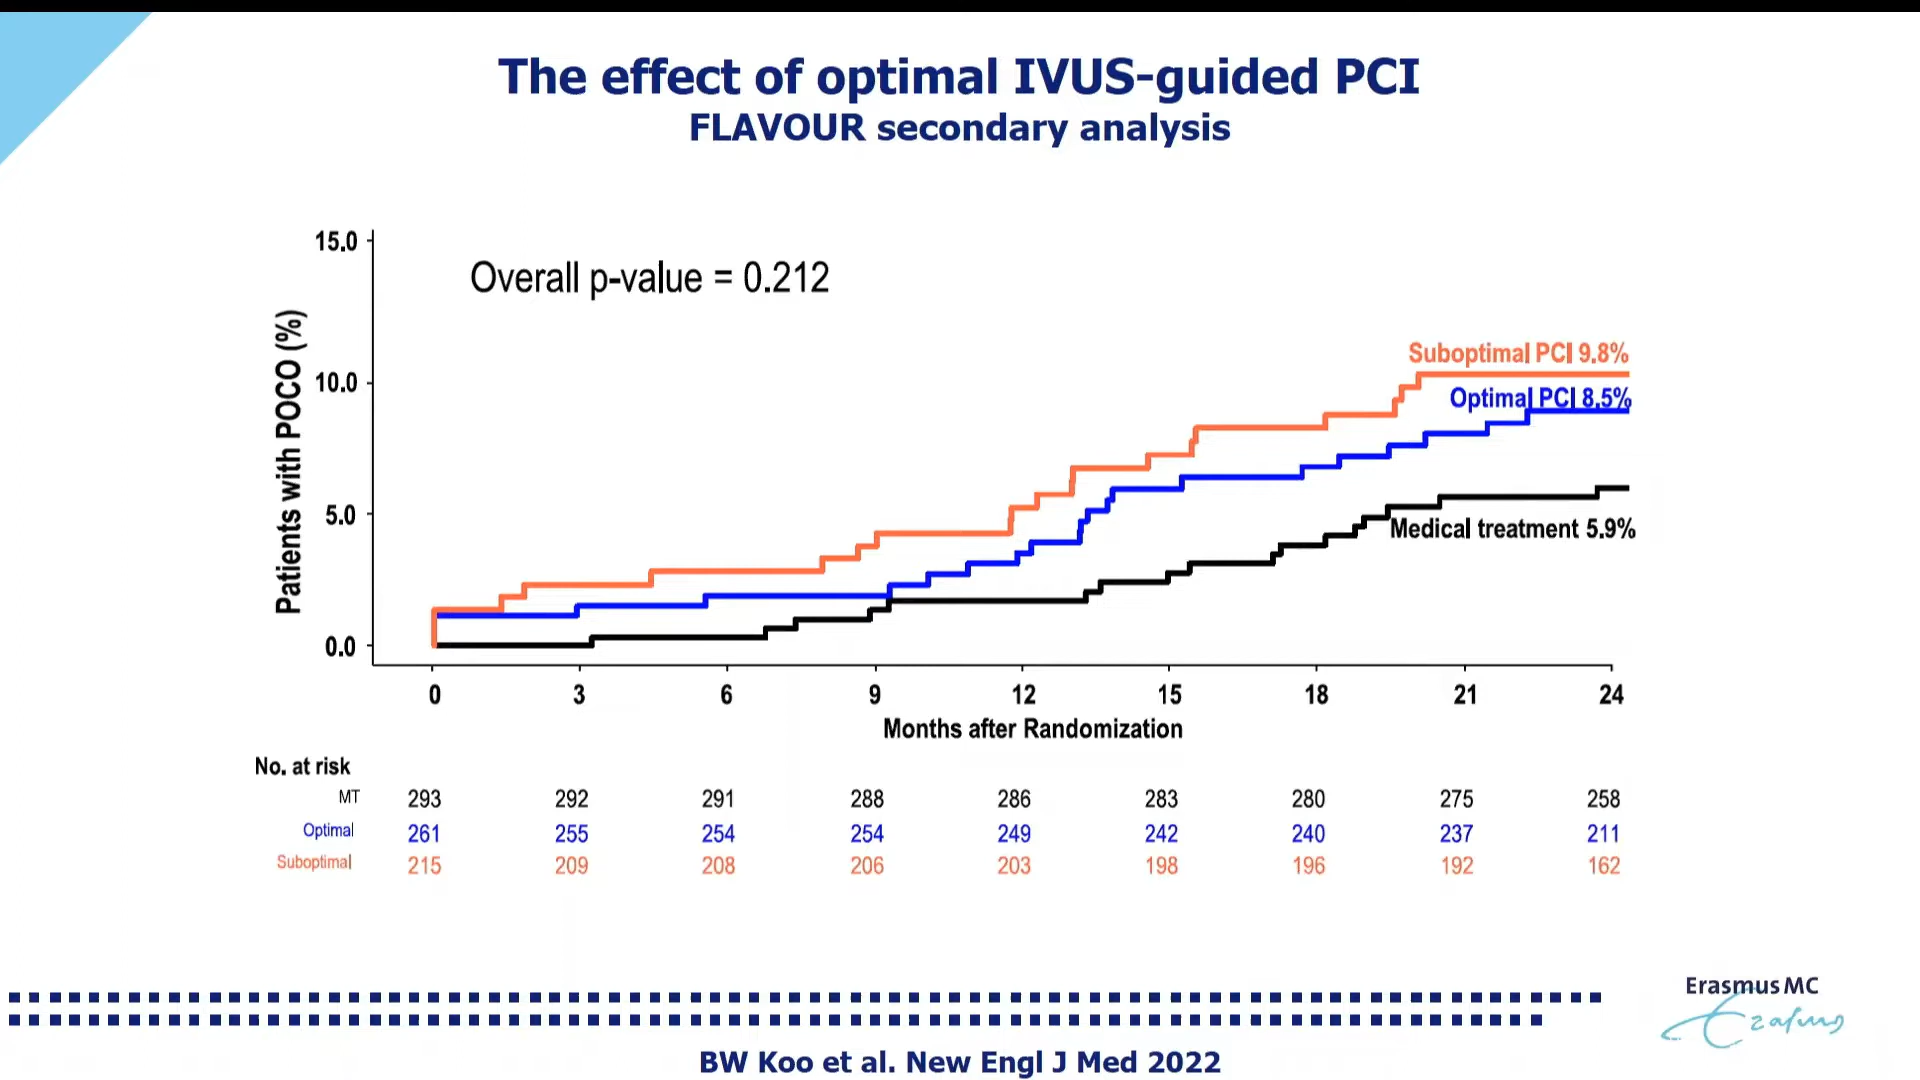 The effect of optimal IVUS-guided PCI
FLAVOUR secondary analysis
15.0
10.0
5.0
0.0
Patients with POCO (%)
Overall p-value = 0.212
Suboptimal PCI 9.8%
Optimal PCI 8.5%
Medical treatment 5.9%
0 3 6 9 12 15 18 21 24
Months after Randomization
No. at risk
MT 293 292 291 288 286 283 280 275 258
Optimal 261 255 254 254 249 242 240 237 211
Suboptimal 215 209 208 206 203 198 196 192 162
Erasmus MC
Erasmus
BW Koo et al. New Engl J Med 2022